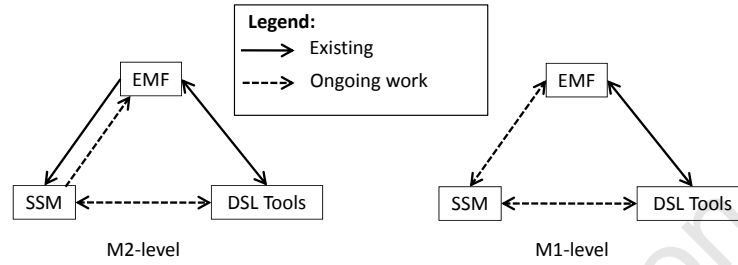 Legend:
Existing
Ongoing work
EMF
SSM
DSL Tools
M2-level
EMF
SSM
DSL Tools
M1-level